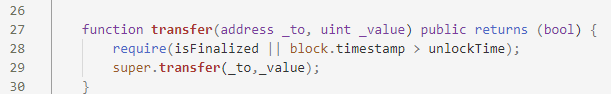 26
27 function transfer(address _to, uint _value) public returns (bool) {
28 require(isFinalized || block.timestamp > unlockTime);
29 super.transfer(_to,_value);
30 }